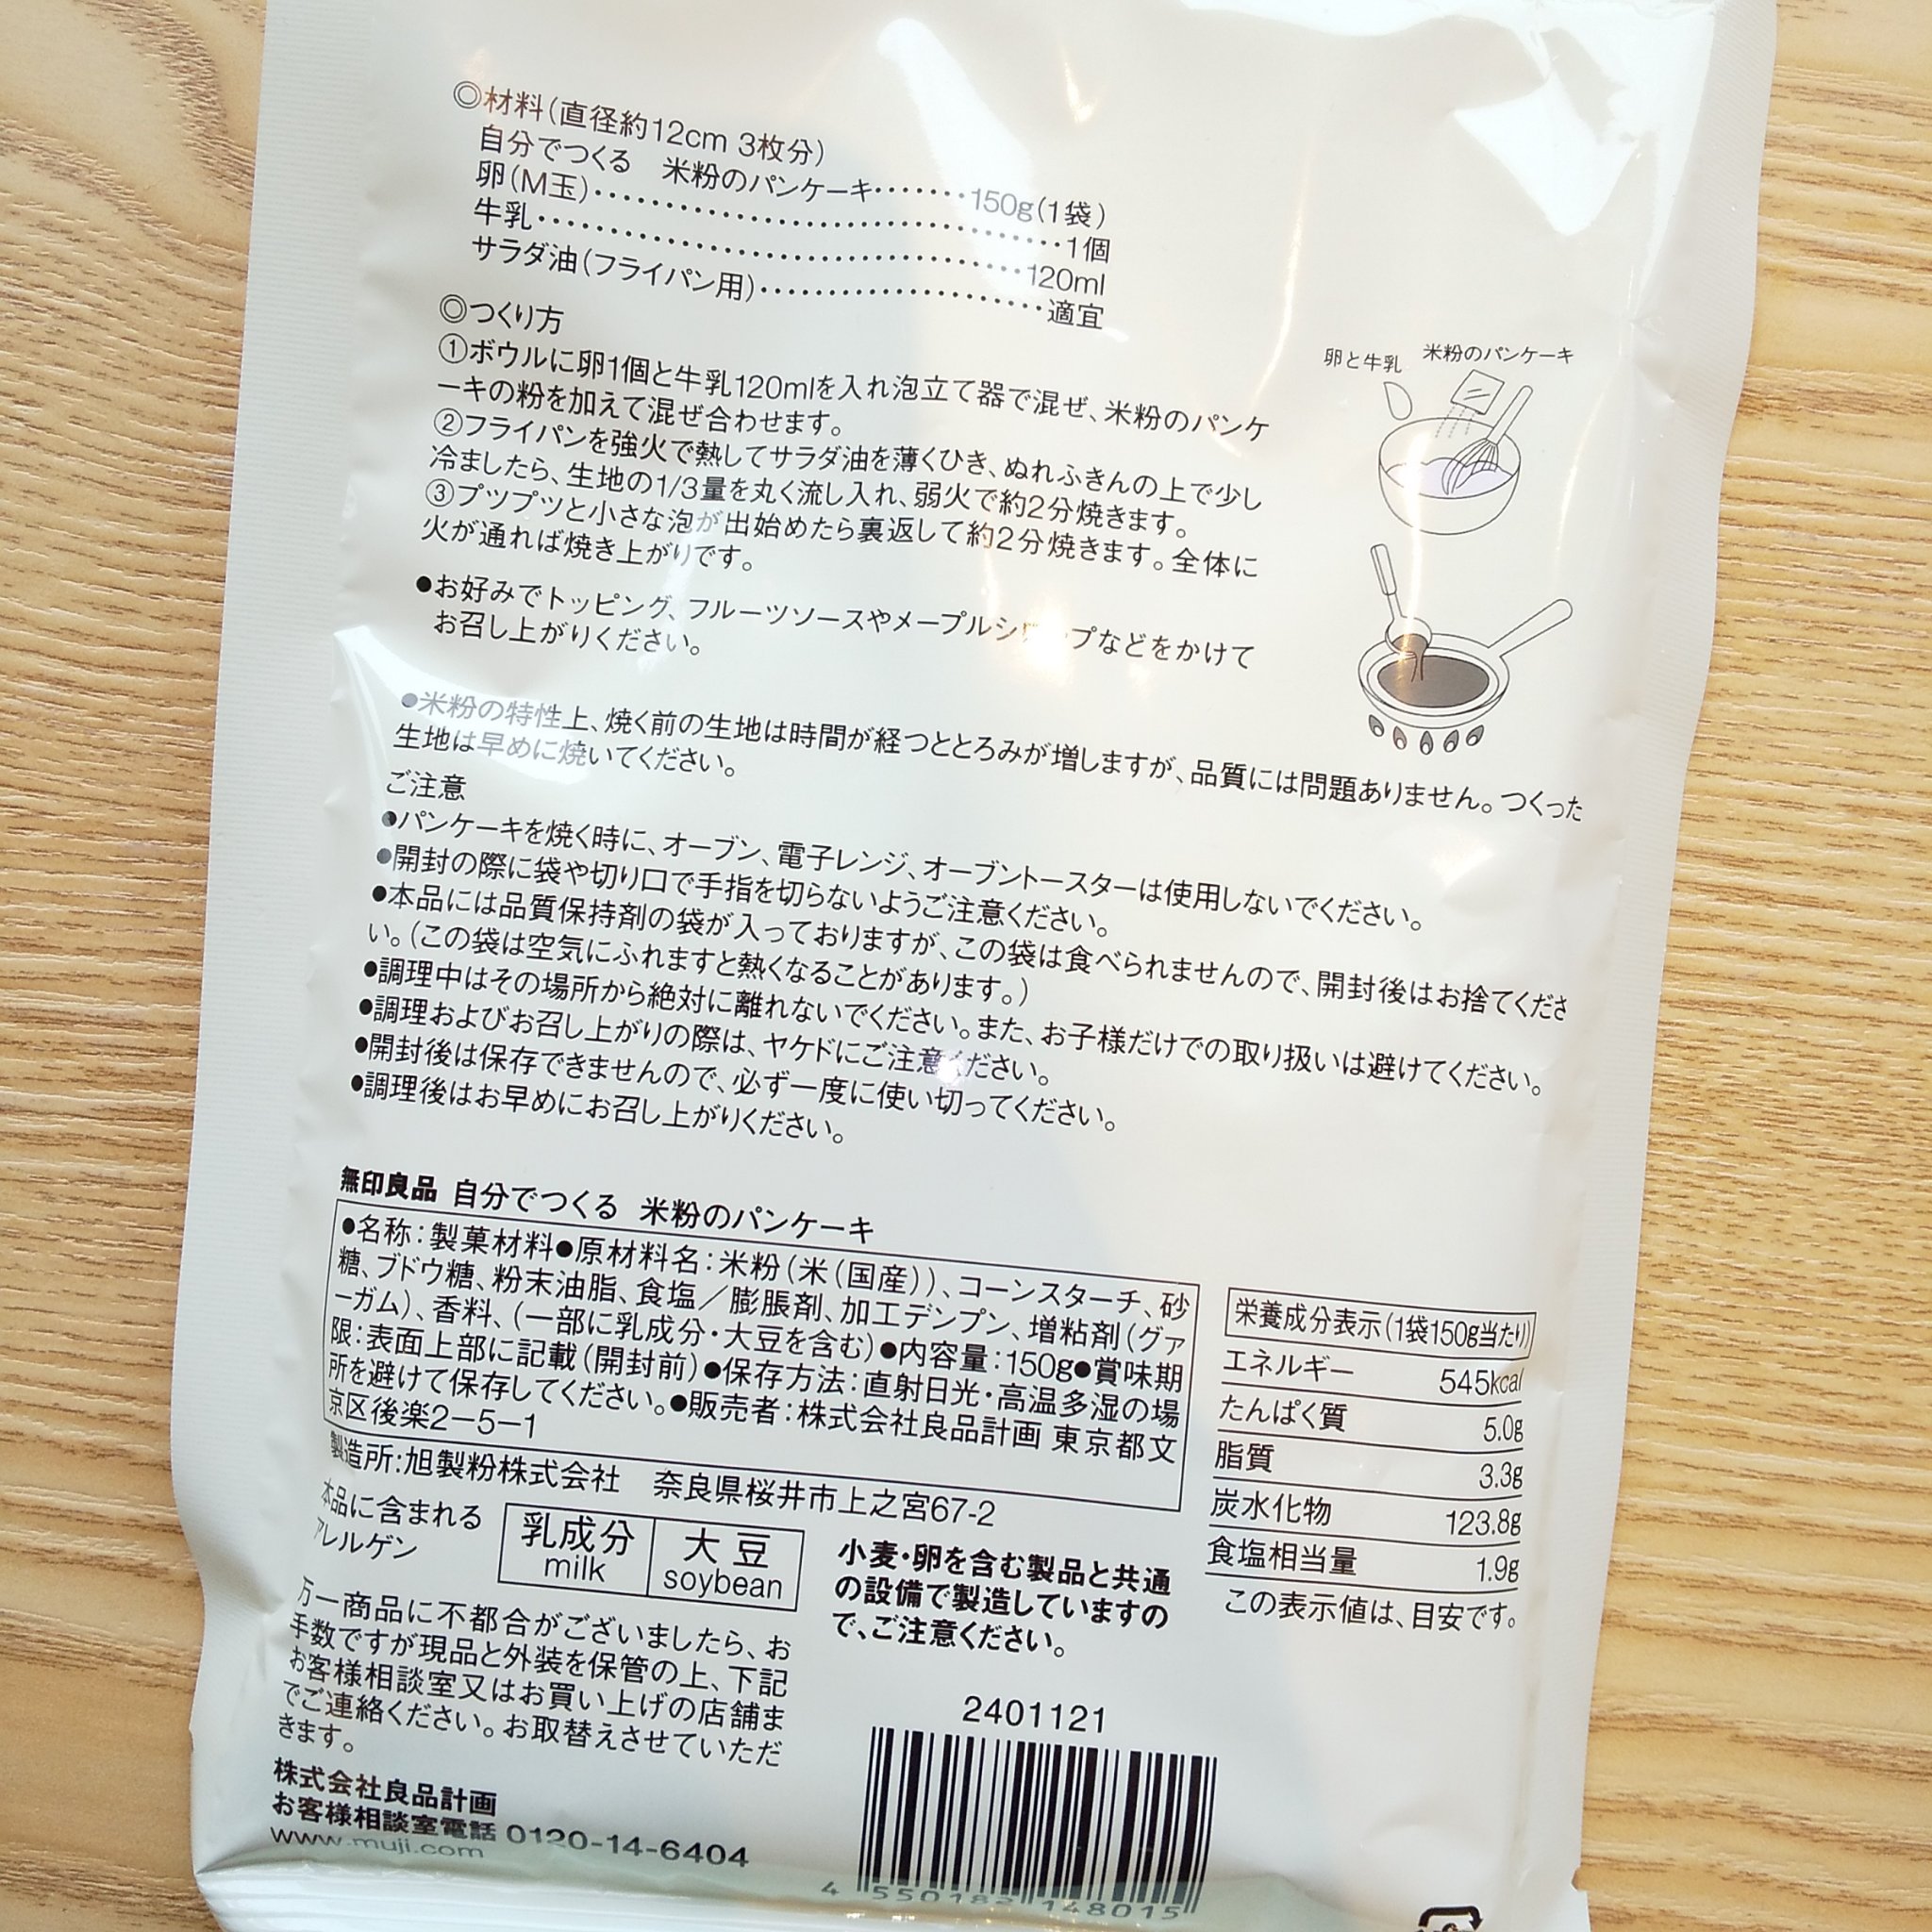 ◎材料(直径約12cm 3枚分)
自分でつくる 米粉のパンケーキ・・・・・・・150g(1袋)
卵(M玉)・・・・・・・・・・・・・・・・・・・・・・・・・・・・・・1個
牛乳・・・・・・・・・・・・・・・・・・・・・・・・・・・・・・・・・120ml
サラダ油(フライパン用)・・・・・・・・・・・・・・・・・・適宜
◎つくり方
①ボウルに卵1個と牛乳120mlを入れ泡立て器で混ぜ、米粉のパンケ
ーキの粉を加えて混ぜ合わせます。
②フライパンを強火で熱してサラダ油を薄くひき、ぬれふきんの上で少し
冷ましたら、生地の1/3量を丸く流し入れ、弱火で約2分焼きます。
③プツプツと小さな泡が出始めたら裏返して約2分焼きます。全体に
火が通れば焼き上がりです。
●お好みでトッピング、フルーツソースやメープルシ プなどをかけて
お召し上がりください。
卵と牛乳
米粉のパンケーキ
●米粉の特性上、焼く前の生地は時間が経つととろみが増しますが、品質には問題ありません。つくった
生地は早めに焼いてください。
ご注意
●パンケーキを焼く時に、オーブン、電子レンジ、オーブントースターは使用しないでください。
●開封の際に袋や切り口で手指を切らないようご注意ください。
●本品には品質保持剤の袋が入っておりますが、この袋は食べられませんので、開封後はお捨てくださ
い。(この袋は空気にふれますと熱くなることがあります。)
●調理中はその場所から絶対に離れないでください。また、お子様だけでの取り扱いは避けてください。
●調理およびお召し上がりの際は、ヤケドにご注意ください。
●開封後は保存できませんので、必ず一度に使い切ってください。
●調理後はお早めにお召し上がりください。
無印良品 自分でつくる 米粉のパンケーキ
●名称:製菓材料●原材料名:米粉(米(国産))、コーンスターチ、砂
糖、ブドウ糖、粉末油脂、食塩/膨脹剤、加工デンプン、増粘剤(グァ
ーガム)、香料、(一部に乳成分・大豆を含む)●内容量:150g●賞味期
限:表面上部に記載(開封前)●保存方法:直射日光・高温多湿の場
所を避けて保存してください。●販売者:株式会社良品計画 東京都文
京区後楽2-5-1
製造所:旭製粉株式会社 奈良県桜井市上之宮67-2
栄養成分表示(1袋150g当たり)
エネルギー 545kcal
たんぱく質 5.0g
脂質 3.3g
炭水化物 123.8g
食塩相当量 1.9g
この表示値は、目安です。
本品に含まれる
アレルゲン
乳成分
milk
大豆
soybean
小麦・卵を含む製品と共通
の設備で製造していますの
で、ご注意ください。
万一商品に不都合がございましたら、お
手数ですが現品と外装を保管の上、下記
お客様相談室又はお買い上げの店舗ま
でご連絡ください。お取替えさせていただ
きます。
株式会社良品計画
お客様相談室電話 0120-14-6404
www.muji.com
2401121
4 550182 148015